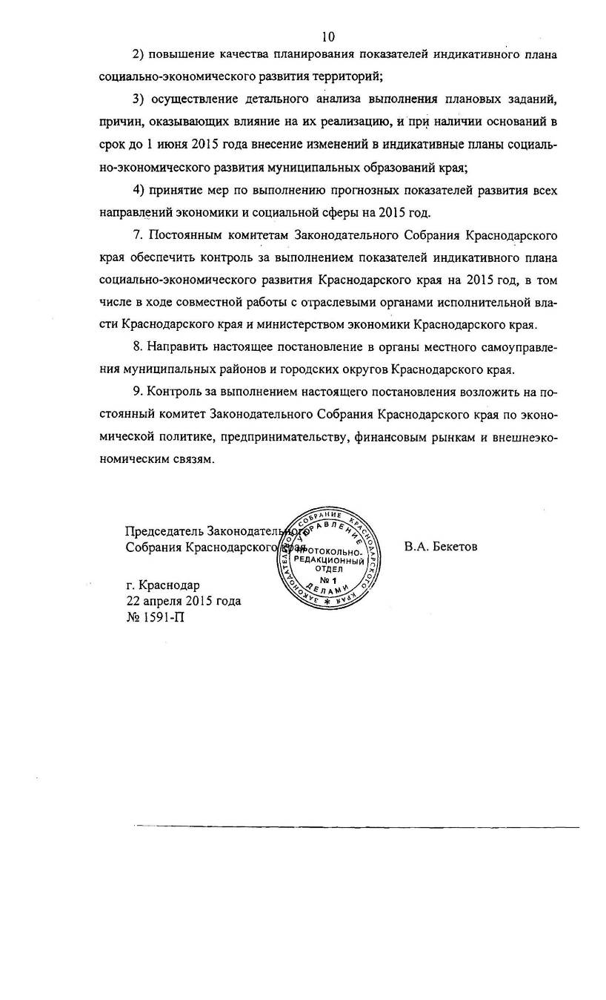 10
2) повышение качества планирования показателей индикативного плана
социально-экономического развития территорий;
3) осуществление детального анализа выполнения плановых заданий,
причин, оказывающих влияние на их реализацию, и при наличии оснований в
срок до 1 июня 2015 года внесение изменений в индикативные планы социаль-
но-экономического развития муниципальных образований края;
4) принятие мер по выполнению прогнозных показателей развития всех
направлений экономики и социальной сферы на 2015 год.
7. Постоянным комитетам Законодательного Собрания Краснодарского
края обеспечить контроль за выполнением показателей индикативного плана
социально-экономического развития Краснодарского края на 2015 год, в том
числе в ходе совместной работы с отраслевыми органами исполнительной вла-
сти Краснодарского края и министерством экономики Краснодарского края.
8. Направить настоящее постановление в органы местного самоуправле-
ния муниципальных районов и городских округов Краснодарского края.
9. Контроль за выполнением настоящего постановления возложить на по-
стоянный комитет Законодательного Собрания Краснодарского края по эконо-
мической политике, предпринимательству, финансовым рынкам и внешнеэко-
номическим связям.
Председатель Законодательного
Собрания Краснодарского края
В.А. Бекетов
ЗАКОНОДАТЕЛЬНОЕ СОБРАНИЕ КРАСНОДАРСКОГО КРАЯ
УПРАВЛЕНИЕ
ПРОТОКОЛЬНО-
РЕДАКЦИОННЫЙ
ОТДЕЛ
№ 1
ДЕЛАМИ
г. Краснодар
22 апреля 2015 года
№ 1591-П